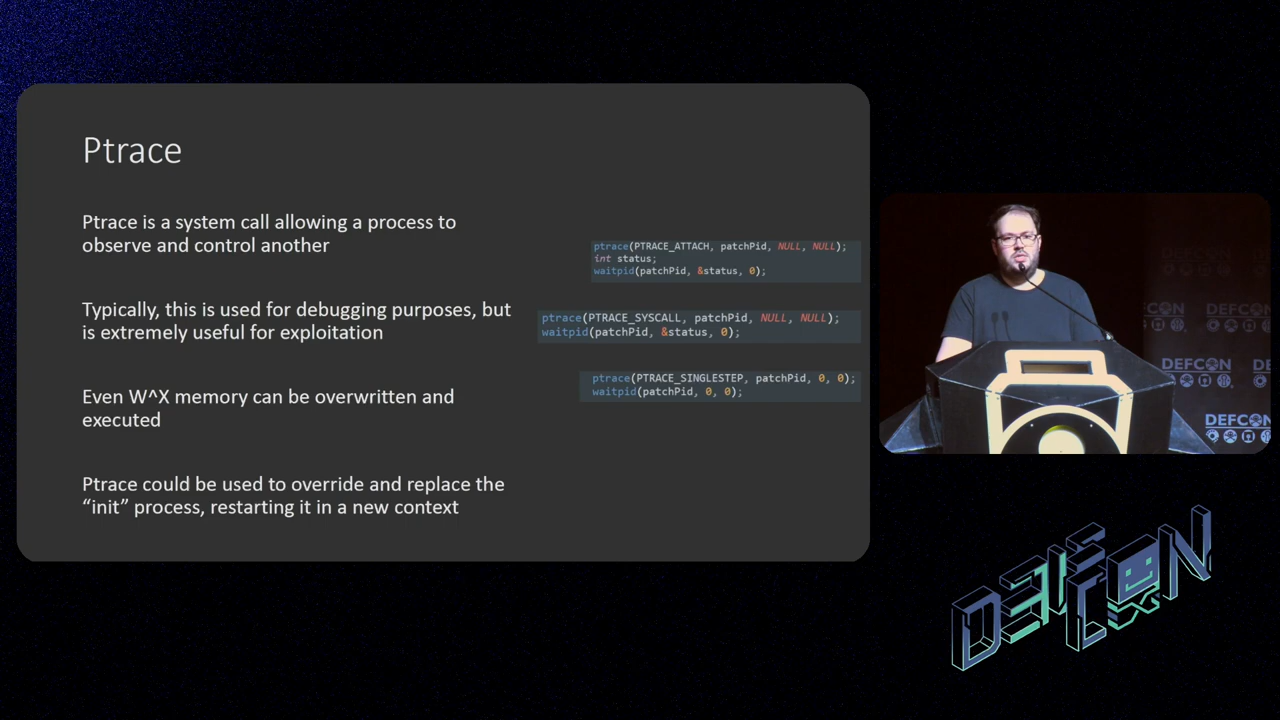 Ptrace
Ptrace is a system call allowing a process to
observe and control another
Typically, this is used for debugging purposes, but
is extremely useful for exploitation
Even W^X memory can be overwritten and
executed
Ptrace could be used to override and replace the
“init” process, restarting it in a new context
ptrace(PTRACE_ATTACH, patchPid, NULL, NULL);
int status;
waitpid(patchPid, &status, 0);
ptrace(PTRACE_SYSCALL, patchPid, NULL, NULL);
waitpid(patchPid, &status, 0);
ptrace(PTRACE_SINGLESTEP, patchPid, 0, 0);
waitpid(patchPid, 0, 0);
DEFCON
DEFCON
DEFCON
DEFCON
DEFCON
DEFCON